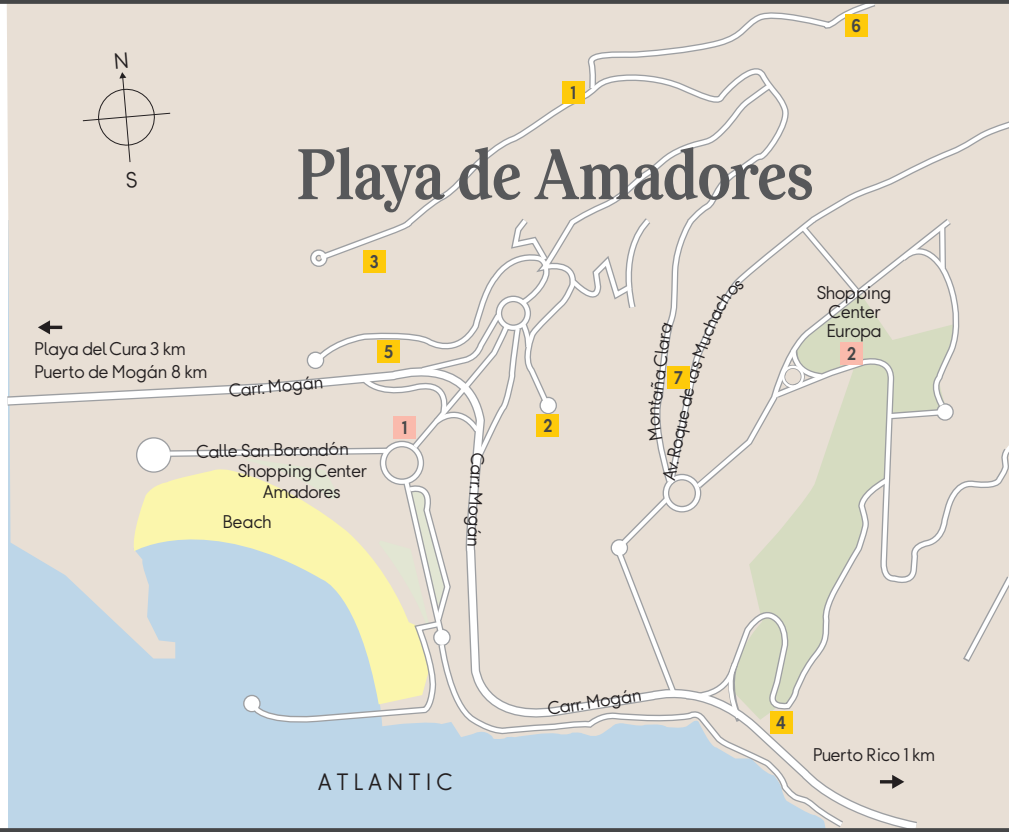 6
N
1
Playa de Amadores
S
3
Shopping
Center
Europa
2
Playa del Cura 3 km
Puerto de Mogán 8 km
5
Carr. Mogán
Montaña Clara
7
Av. Roque de las Muchachos
2
1
Calle San Borondón
Shopping Center
Amadores
Beach
Carr. Mogán
Carr. Mogán
4
Puerto Rico 1 km
ATLANTIC